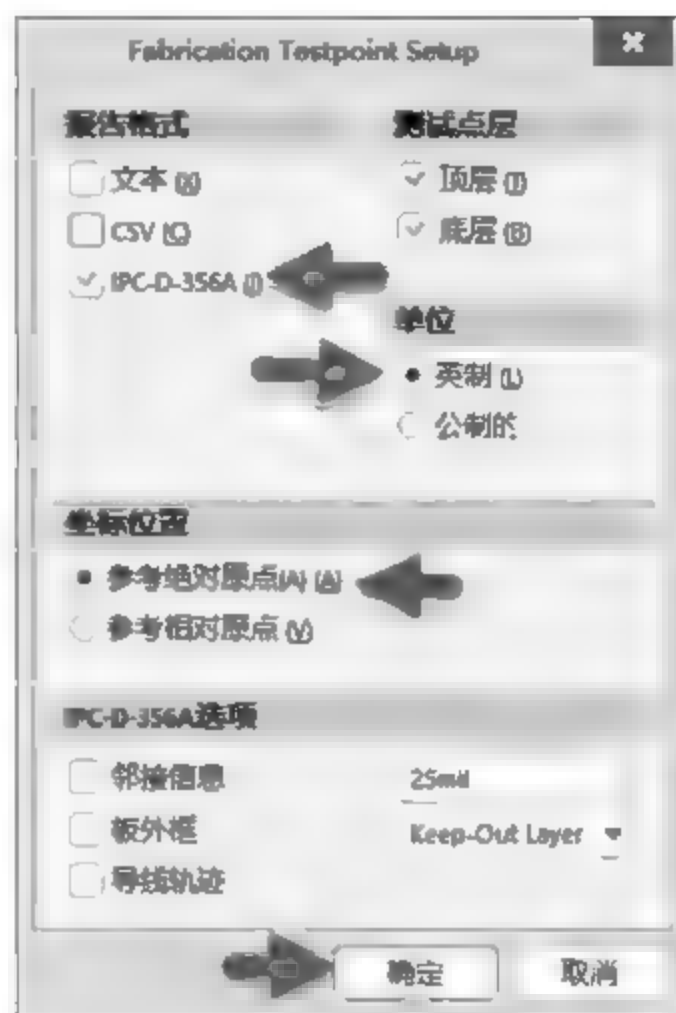 Fabrication Testpoint Setup
报告格式
文本 (X)
CSV (C)
IPC-D-356A (I)
测试点层
顶层 (T)
底层 (B)
单位
英制 (L)
公制的
坐标位置
参考绝对原点(A) (A)
参考相对原点 (V)
IPC-D-356A选项
邻接信息
25mil
板外框
Keep-Out Layer
导线轨迹
确定
取消